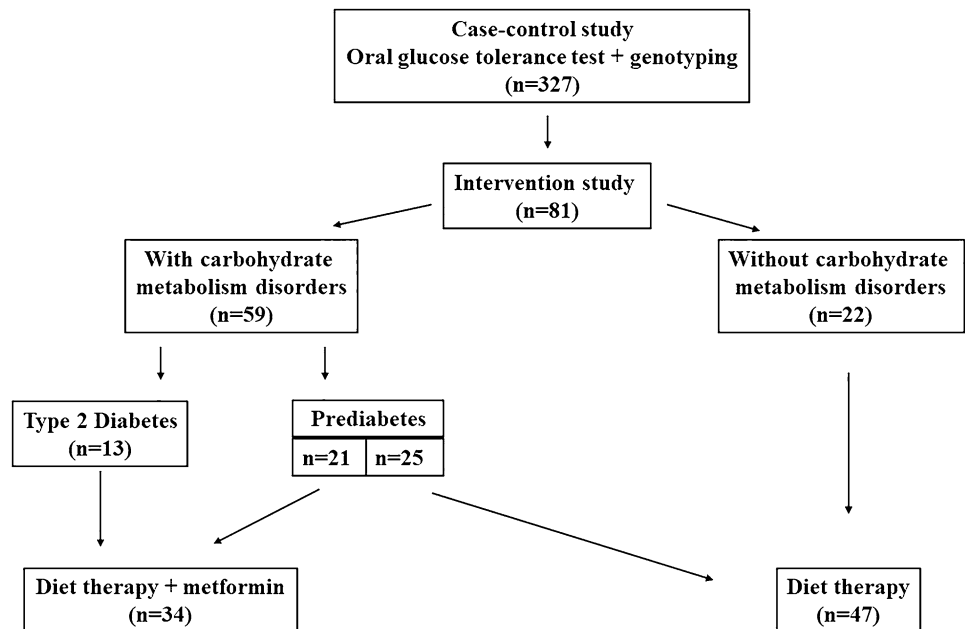 Case-control study
Oral glucose tolerance test + genotyping
(n=327)
Intervention study
(n=81)
With carbohydrate
metabolism disorders
(n=59)
Without carbohydrate
metabolism disorders
(n=22)
Type 2 Diabetes
(n=13)
Prediabetes
n=21 n=25
Diet therapy + metformin
(n=34)
Diet therapy
(n=47)